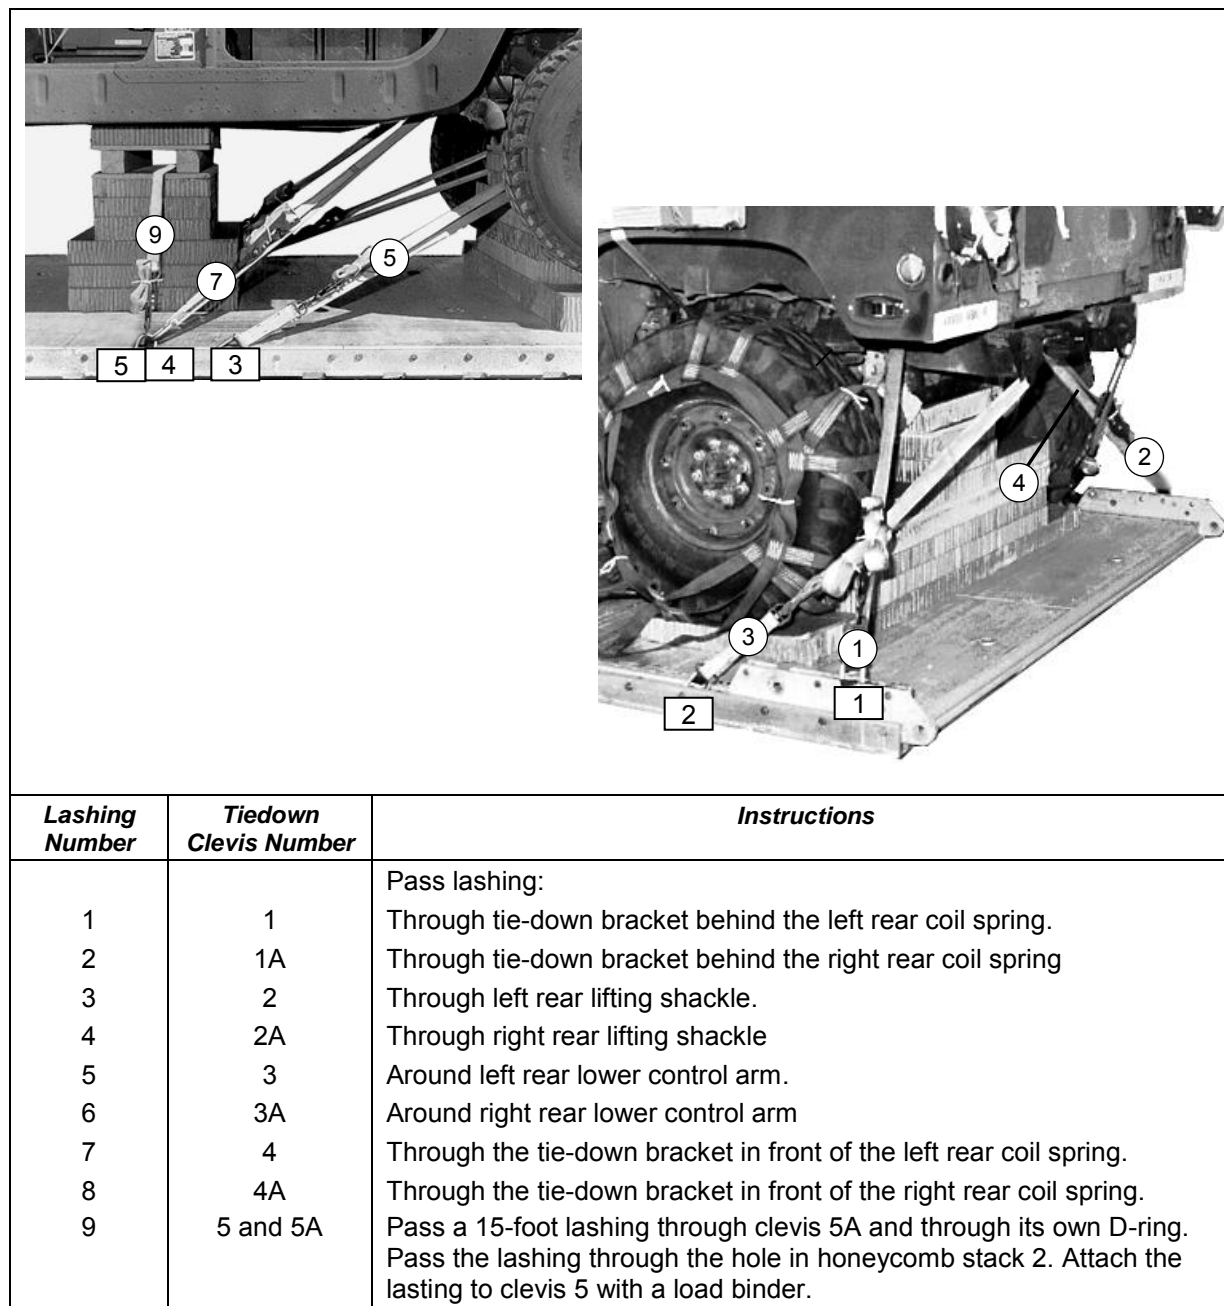 9
5
7
5 4 3
4
2
3
1
2
1
Lashing Number
Tiedown Clevis Number
Instructions
Pass lashing:
1 1 Through tie-down bracket behind the left rear coil spring.
2 1A Through tie-down bracket behind the right rear coil spring
3 2 Through left rear lifting shackle.
4 2A Through right rear lifting shackle
5 3 Around left rear lower control arm.
6 3A Around right rear lower control arm
7 4 Through the tie-down bracket in front of the left rear coil spring.
8 4A Through the tie-down bracket in front of the right rear coil spring.
9 5 and 5A Pass a 15-foot lashing through clevis 5A and through its own D-ring.
Pass the lashing through the hole in honeycomb stack 2. Attach the
lasting to clevis 5 with a load binder.